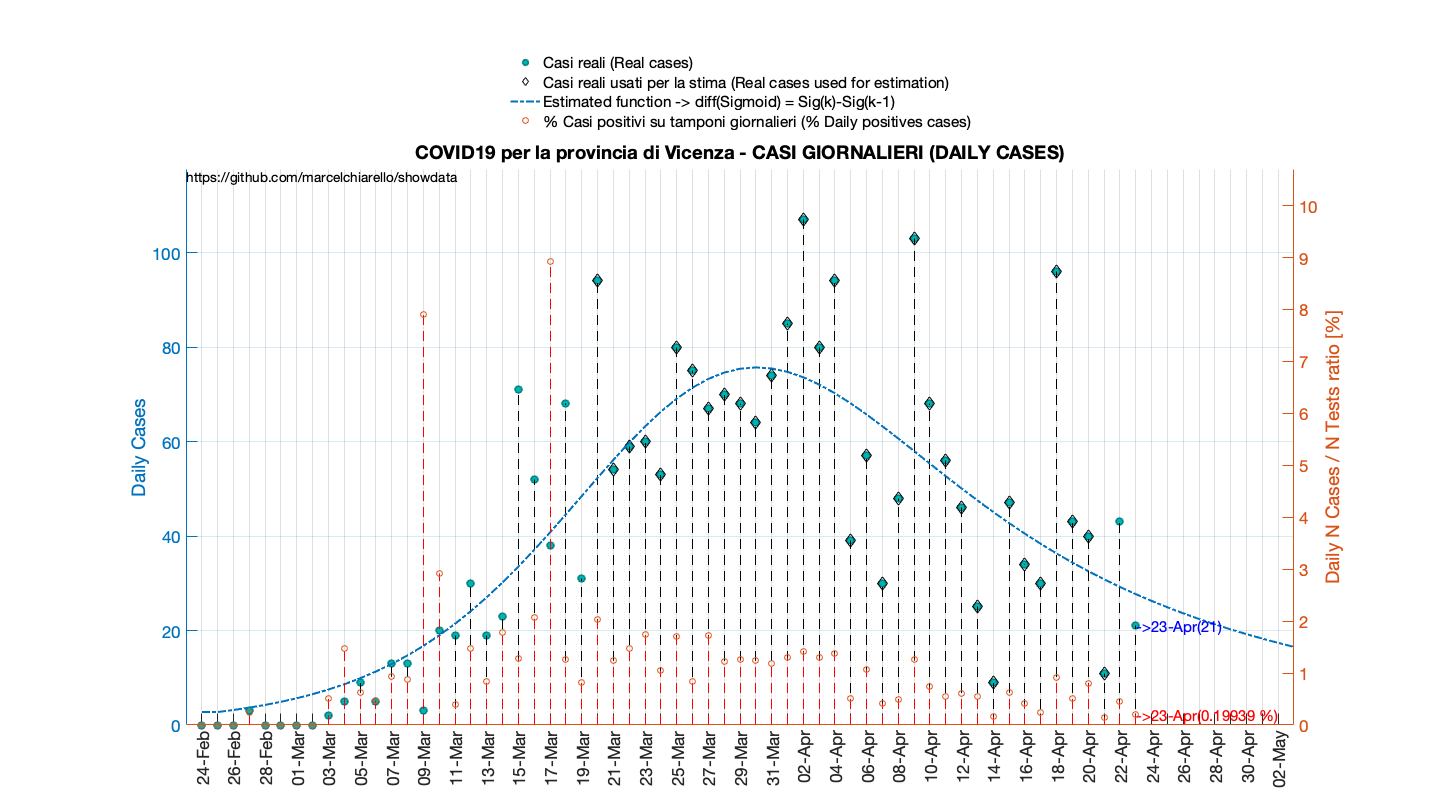 Casi reali (Real cases)
Casi reali usati per la stima (Real cases used for estimation)
Estimated function -> diff(Sigmoid) = Sig(k)-Sig(k-1)
% Casi positivi su tamponi giornalieri (% Daily positives cases)
COVID19 per la provincia di Vicenza - CASI GIORNALIERI (DAILY CASES)
https://github.com/marcelchiarello/showdata
Daily Cases
100
80
60
40
20
0
10
9
8
7
6
5
4
3
2
1
0
Daily N Cases / N Tests ratio [%]
->23-Apr(21)
->23-Apr(0.19939 %)
24-Feb
26-Feb
28-Feb
01-Mar
03-Mar
05-Mar
07-Mar
09-Mar
11-Mar
13-Mar
15-Mar
17-Mar
19-Mar
21-Mar
23-Mar
25-Mar
27-Mar
29-Mar
31-Mar
02-Apr
04-Apr
06-Apr
08-Apr
10-Apr
12-Apr
14-Apr
16-Apr
18-Apr
20-Apr
22-Apr
24-Apr
26-Apr
28-Apr
30-Apr
02-May